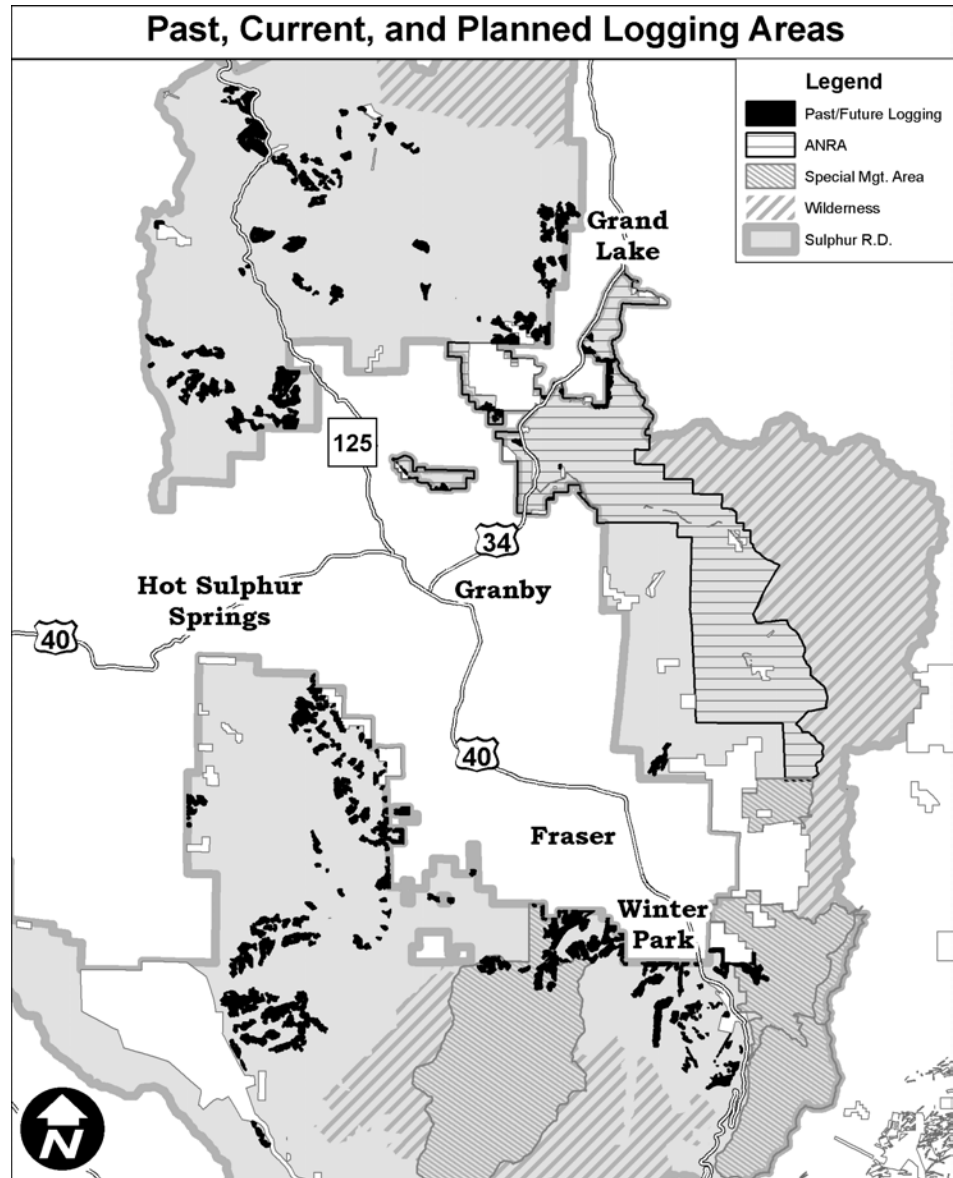 Past, Current, and Planned Logging Areas
Legend
Past/Future Logging
ANRA
Special Mgt. Area
Wilderness
Sulphur R.D.
Grand
Lake
125
34
Hot Sulphur
Springs
Granby
40
40
Fraser
Winter
Park
N